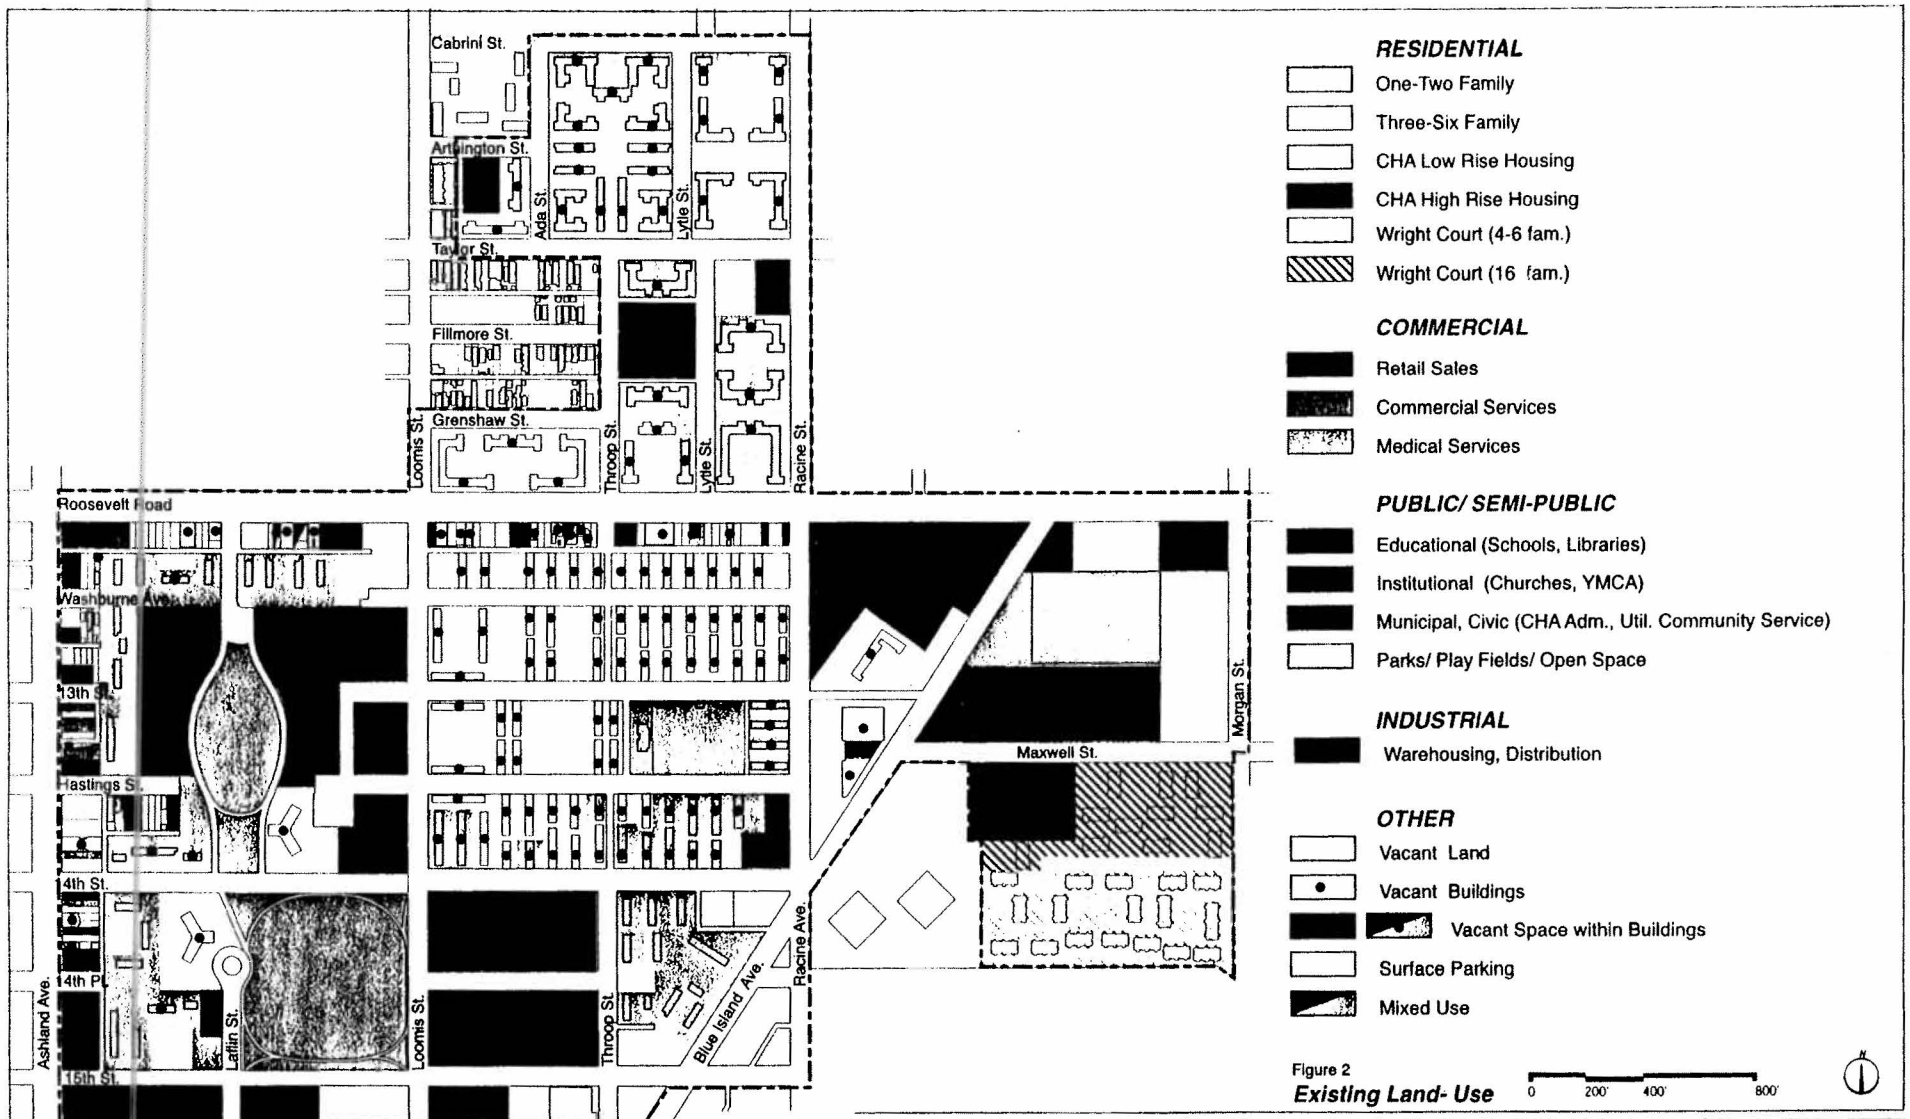 Cabrini St.
Arthington St.
Ada St.
Lytle St.
Taylor St.
Fillmore St.
Grenshaw St.
Loomis St.
Throop St.
Lytle St.
Racine St.
Roosevelt Road
Washburne Ave.
13th St.
Hastings St.
Maxwell St.
Morgan St.
4th St.
4th Pl.
15th St.
Ashland Ave.
Laflin St.
Loomis St.
Throop St.
Blue Island Ave.
Racine Ave.
RESIDENTIAL
One-Two Family
Three-Six Family
CHA Low Rise Housing
CHA High Rise Housing
Wright Court (4-6 fam.)
Wright Court (16 fam.)
COMMERCIAL
Retail Sales
Commercial Services
Medical Services
PUBLIC/ SEMI-PUBLIC
Educational (Schools, Libraries)
Institutional (Churches, YMCA)
Municipal, Civic (CHA Adm., Util. Community Service)
Parks/ Play Fields/ Open Space
INDUSTRIAL
Warehousing, Distribution
OTHER
Vacant Land
Vacant Buildings
Vacant Space within Buildings
Surface Parking
Mixed Use
Figure 2
Existing Land- Use
0 200' 400' 800'
N